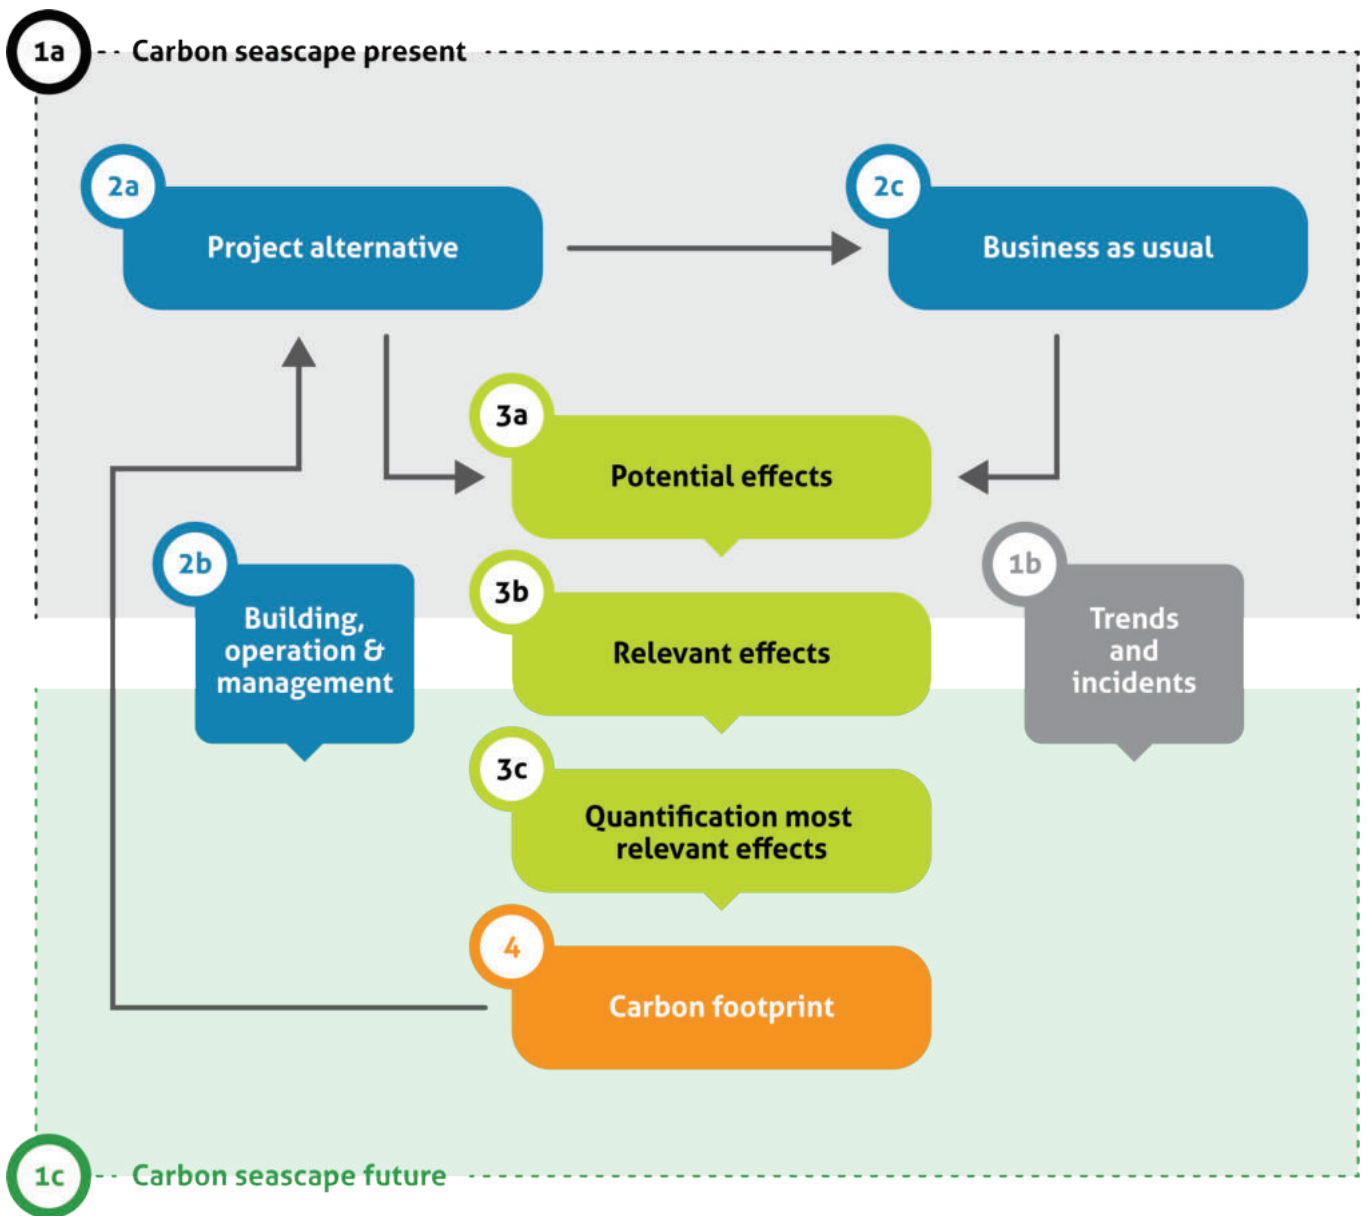 1a Carbon seascape present
2a
Project alternative
2c
Business as usual
3a
Potential effects
2b
Building,
operation &
management
3b
Relevant effects
1b
Trends
and
incidents
3c
Quantification most
relevant effects
4
Carbon footprint
1c Carbon seascape future